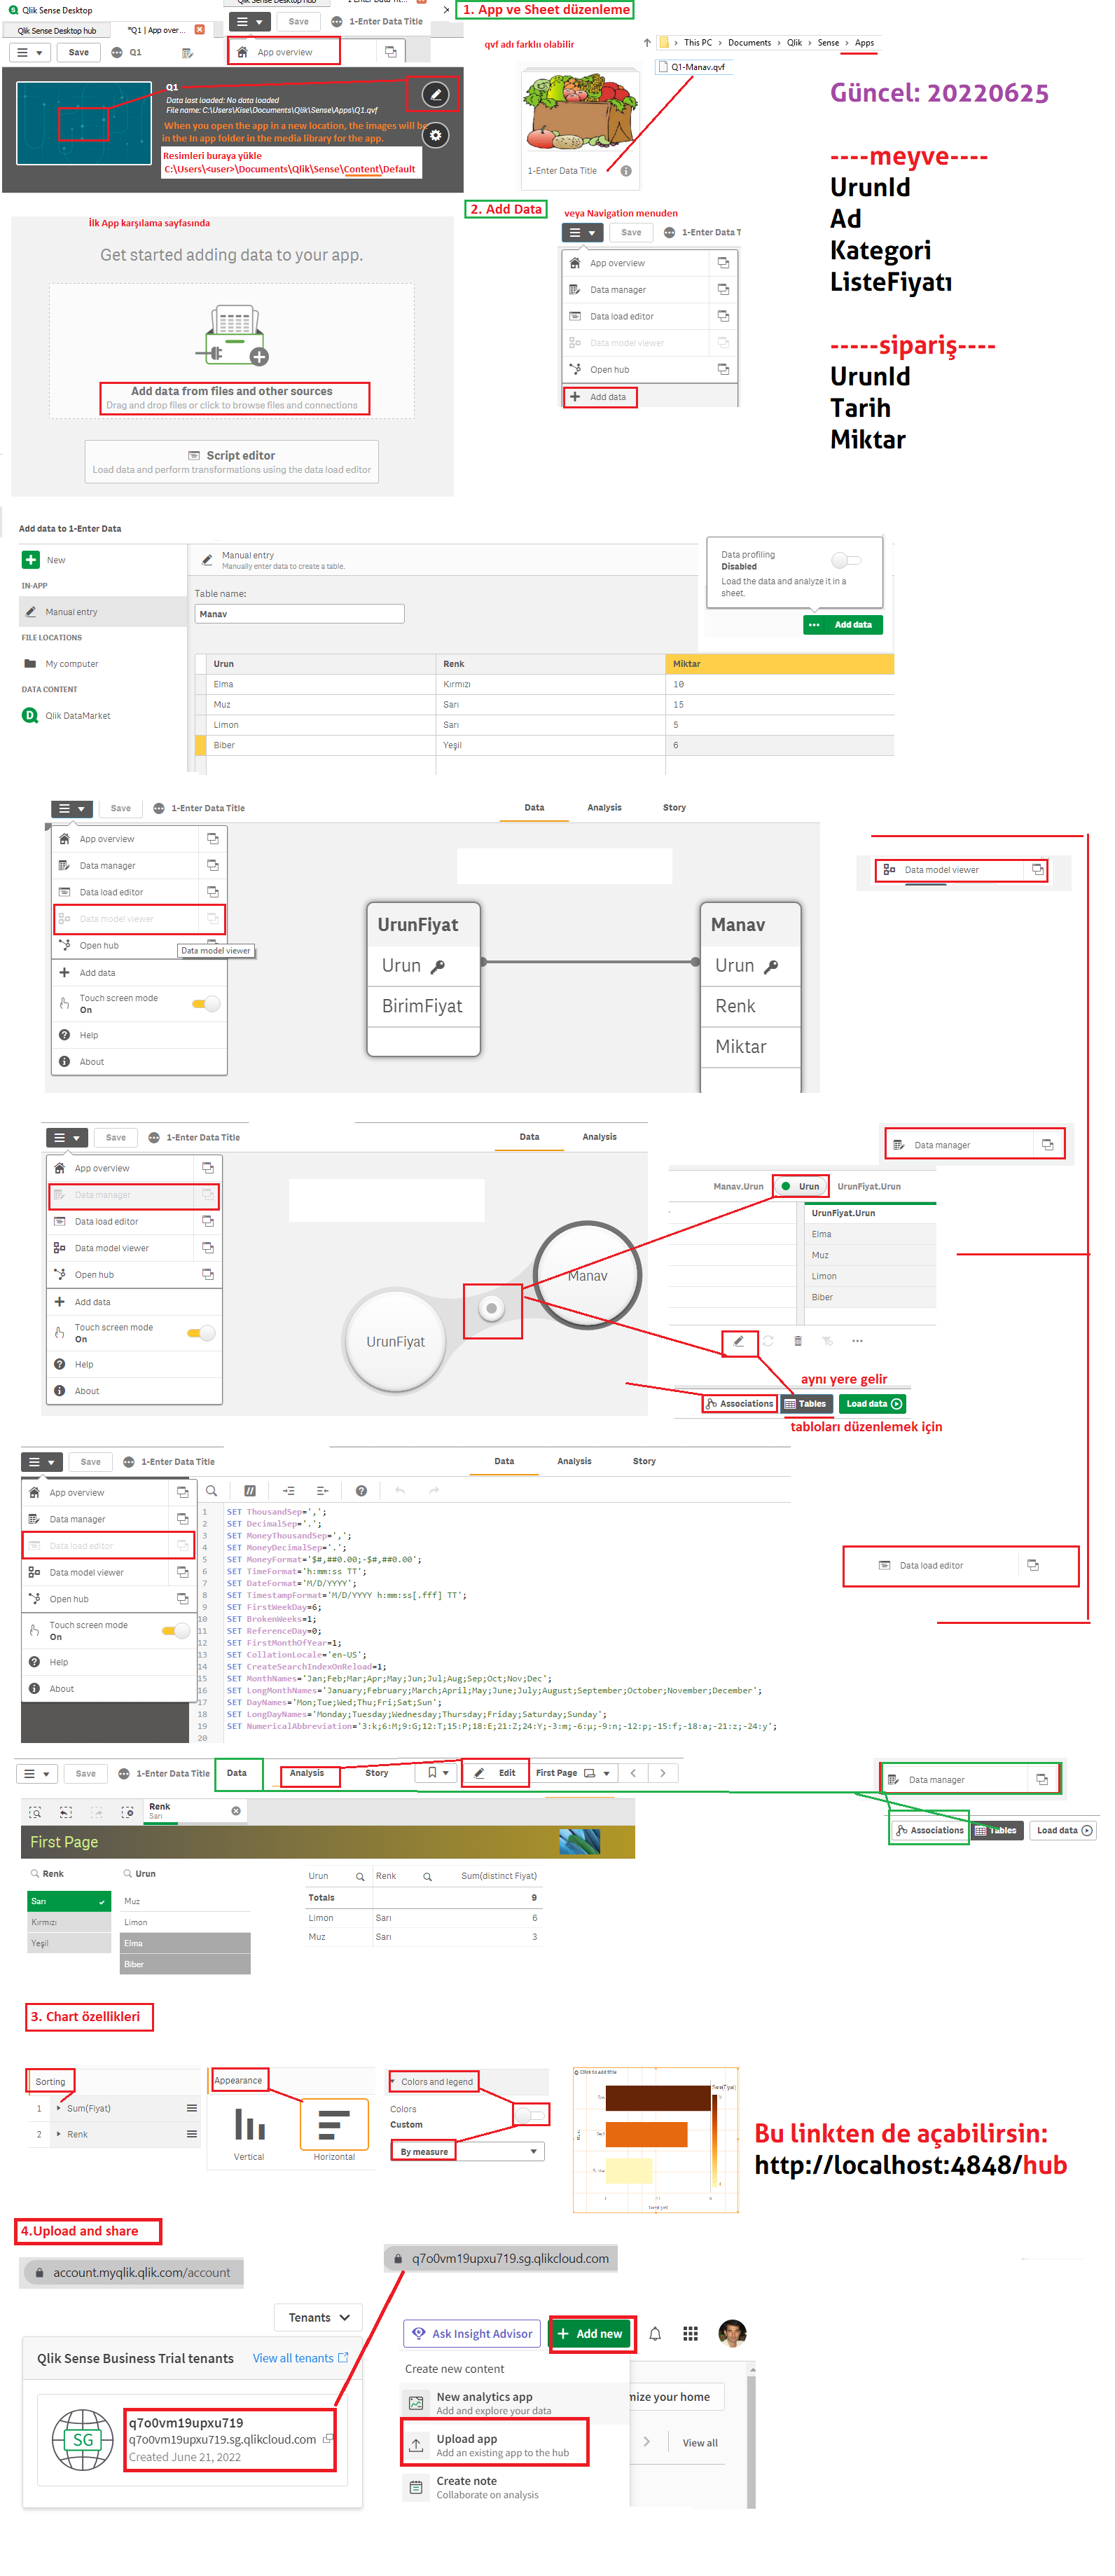 Qlik Sense Desktop
Qlik Sense Desktop hub
*Q1 | App over...
Save
Q1
Qlik Sense Desktop hub
Save
1-Enter Data Title
App overview
1. App ve Sheet düzenleme
qvf adı farklıı olabilir
This PC > Documents > Qlik > Sense > Apps
Q1-Manav.qvf
Q1
Data last loaded: No data loaded
File name: C:\Users\Kise\Documents\Qlik\Sense\Apps\Q1.qvf
When you open the app in a new location, the images will be
in the In app folder in the media library for the app.
Resimleri buraya yükle
C:\Users\<user>\Documents\Qlik\Sense\Content\Default
1-Enter Data Title
Güncel: 20220625
----meyve----
UrunId
Ad
Kategori
ListeFiyatı
-----sipariş----
UrunId
Tarih
Miktar
2. Add Data
veya Navigation menuden
Save
1-Enter Data T
App overview
Data manager
Data load editor
Data model viewer
Open hub
Add data
İlk App karşılama sayfasında
Get started adding data to your app.
Add data from files and other sources
Drag and drop files or click to browse files and connections
Script editor
Load data and perform transformations using the data load editor
Add data to 1-Enter Data
New
IN-APP
Manual entry
FILE LOCATIONS
My computer
DATA CONTENT
Qlik DataMarket
Manual entry
Manually enter data to create a table.
Table name:
Manav
Data profiling
Disabled
Load the data and analyze it in a
sheet.
Add data
Urun Renk Miktar
Elma Kırmızı 10
Muz Sarı 15
Limon Sarı 5
Biber Yeşil 6
Save
1-Enter Data Title
Data Analysis Story
App overview
Data manager
Data load editor
Data model viewer
Open hub
Data model viewer
Add data
Touch screen mode
On
Help
About
UrunFiyat
Urun
BirimFiyat
Manav
Urun
Renk
Miktar
Data model viewer
Save
1-Enter Data Title
Data Analysis
App overview
Data manager
Data load editor
Data model viewer
Open hub
Add data
Touch screen mode
On
Help
About
UrunFiyat
Manav
Data manager
Manav.Urun Urun UrunFiyat.Urun
UrunFiyat.Urun
Elma
Muz
Limon
Biber
aynı yere gelir
Associations Tables Load data
tabloları düzenlemek için
Save
1-Enter Data Title
Data Analysis Story
App overview
Data manager
Data load editor
Data model viewer
Open hub
Touch screen mode
On
Help
About
1 SET ThousandSep=',';
2 SET DecimalSep='.';
3 SET MoneyThousandSep=',';
4 SET MoneyDecimalSep='.';
5 SET MoneyFormat='$#,##0.00;-$#,##0.00';
6 SET TimeFormat='h:mm:ss TT';
7 SET DateFormat='M/D/YYYY';
8 SET TimestampFormat='M/D/YYYY h:mm:ss[.fff] TT';
9 SET FirstWeekDay=6;
10 SET BrokenWeeks=1;
11 SET ReferenceDay=0;
12 SET FirstMonthOfYear=1;
13 SET CollationLocale='en-US';
14 SET CreateSearchIndexOnReload=1;
15 SET MonthNames='Jan;Feb;Mar;Apr;May;Jun;Jul;Aug;Sep;Oct;Nov;Dec';
16 SET LongMonthNames='January;February;March;April;May;June;July;August;September;October;November;December';
17 SET DayNames='Mon;Tue;Wed;Thu;Fri;Sat;Sun';
18 SET LongDayNames='Monday;Tuesday;Wednesday;Thursday;Friday;Saturday;Sunday';
19 SET NumericalAbbreviation='3:k;6:M;9:G;12:T;15:P;18:E;21:Z;24:Y;-3:m;-6:μ;-9:n;-12:p;-15:f;-18:a;-21:z;-24:y';
20
Data load editor
Save
1-Enter Data Title
Data Analysis Story
Edit
First Page
Data manager
Associations Tables Load data
Renk
Sarı
First Page
Renk
Sarı
Kırmızı
Yeşil
Urun
Muz
Limon
Elma
Biber
Urun Renk Sum(distinct Fiyat)
Totals 9
Limon Sarı 6
Muz Sarı 3
3. Chart özellikleri
Sorting
1 Sum(Fiyat)
2 Renk
Appearance
Vertical
Horizontal
Colors and legend
Colors
Custom
By measure
Click to add title
Bu linkten de açabilirsin:
http://localhost:4848/hub
4.Upload and share
account.myqlik.qlik.com/account
q7o0vm19upxu719.sg.qlikcloud.com
Tenants
Qlik Sense Business Trial tenants
View all tenants
SG
q7o0vm19upxu719
q7o0vm19upxu719.sg.qlikcloud.com
Created June 21, 2022
Ask Insight Advisor
Add new
Create new content
New analytics app
Add and explore your data
Upload app
Add an existing app to the hub
Create note
Collaborate on analysis
mize your home
View all